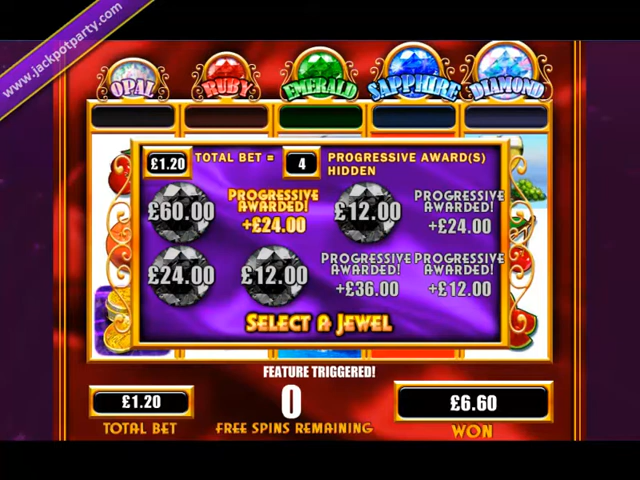 www.jackpotparty.com
OPAL RUBY EMERALD SAPPHIRE DIAMOND
£1.20 TOTAL BET = 4 PROGRESSIVE AWARD(S)
HIDDEN
£60.00 PROGRESSIVE AWARDED! +£24.00 £12.00 PROGRESSIVE AWARDED! +£24.00
£24.00 £12.00 PROGRESSIVE AWARDED! +£36.00 PROGRESSIVE AWARDED! +£12.00
SELECT A JEWEL
FEATURE TRIGGERED!
£1.20 0 £6.60
TOTAL BET FREE SPINS REMAINING WON